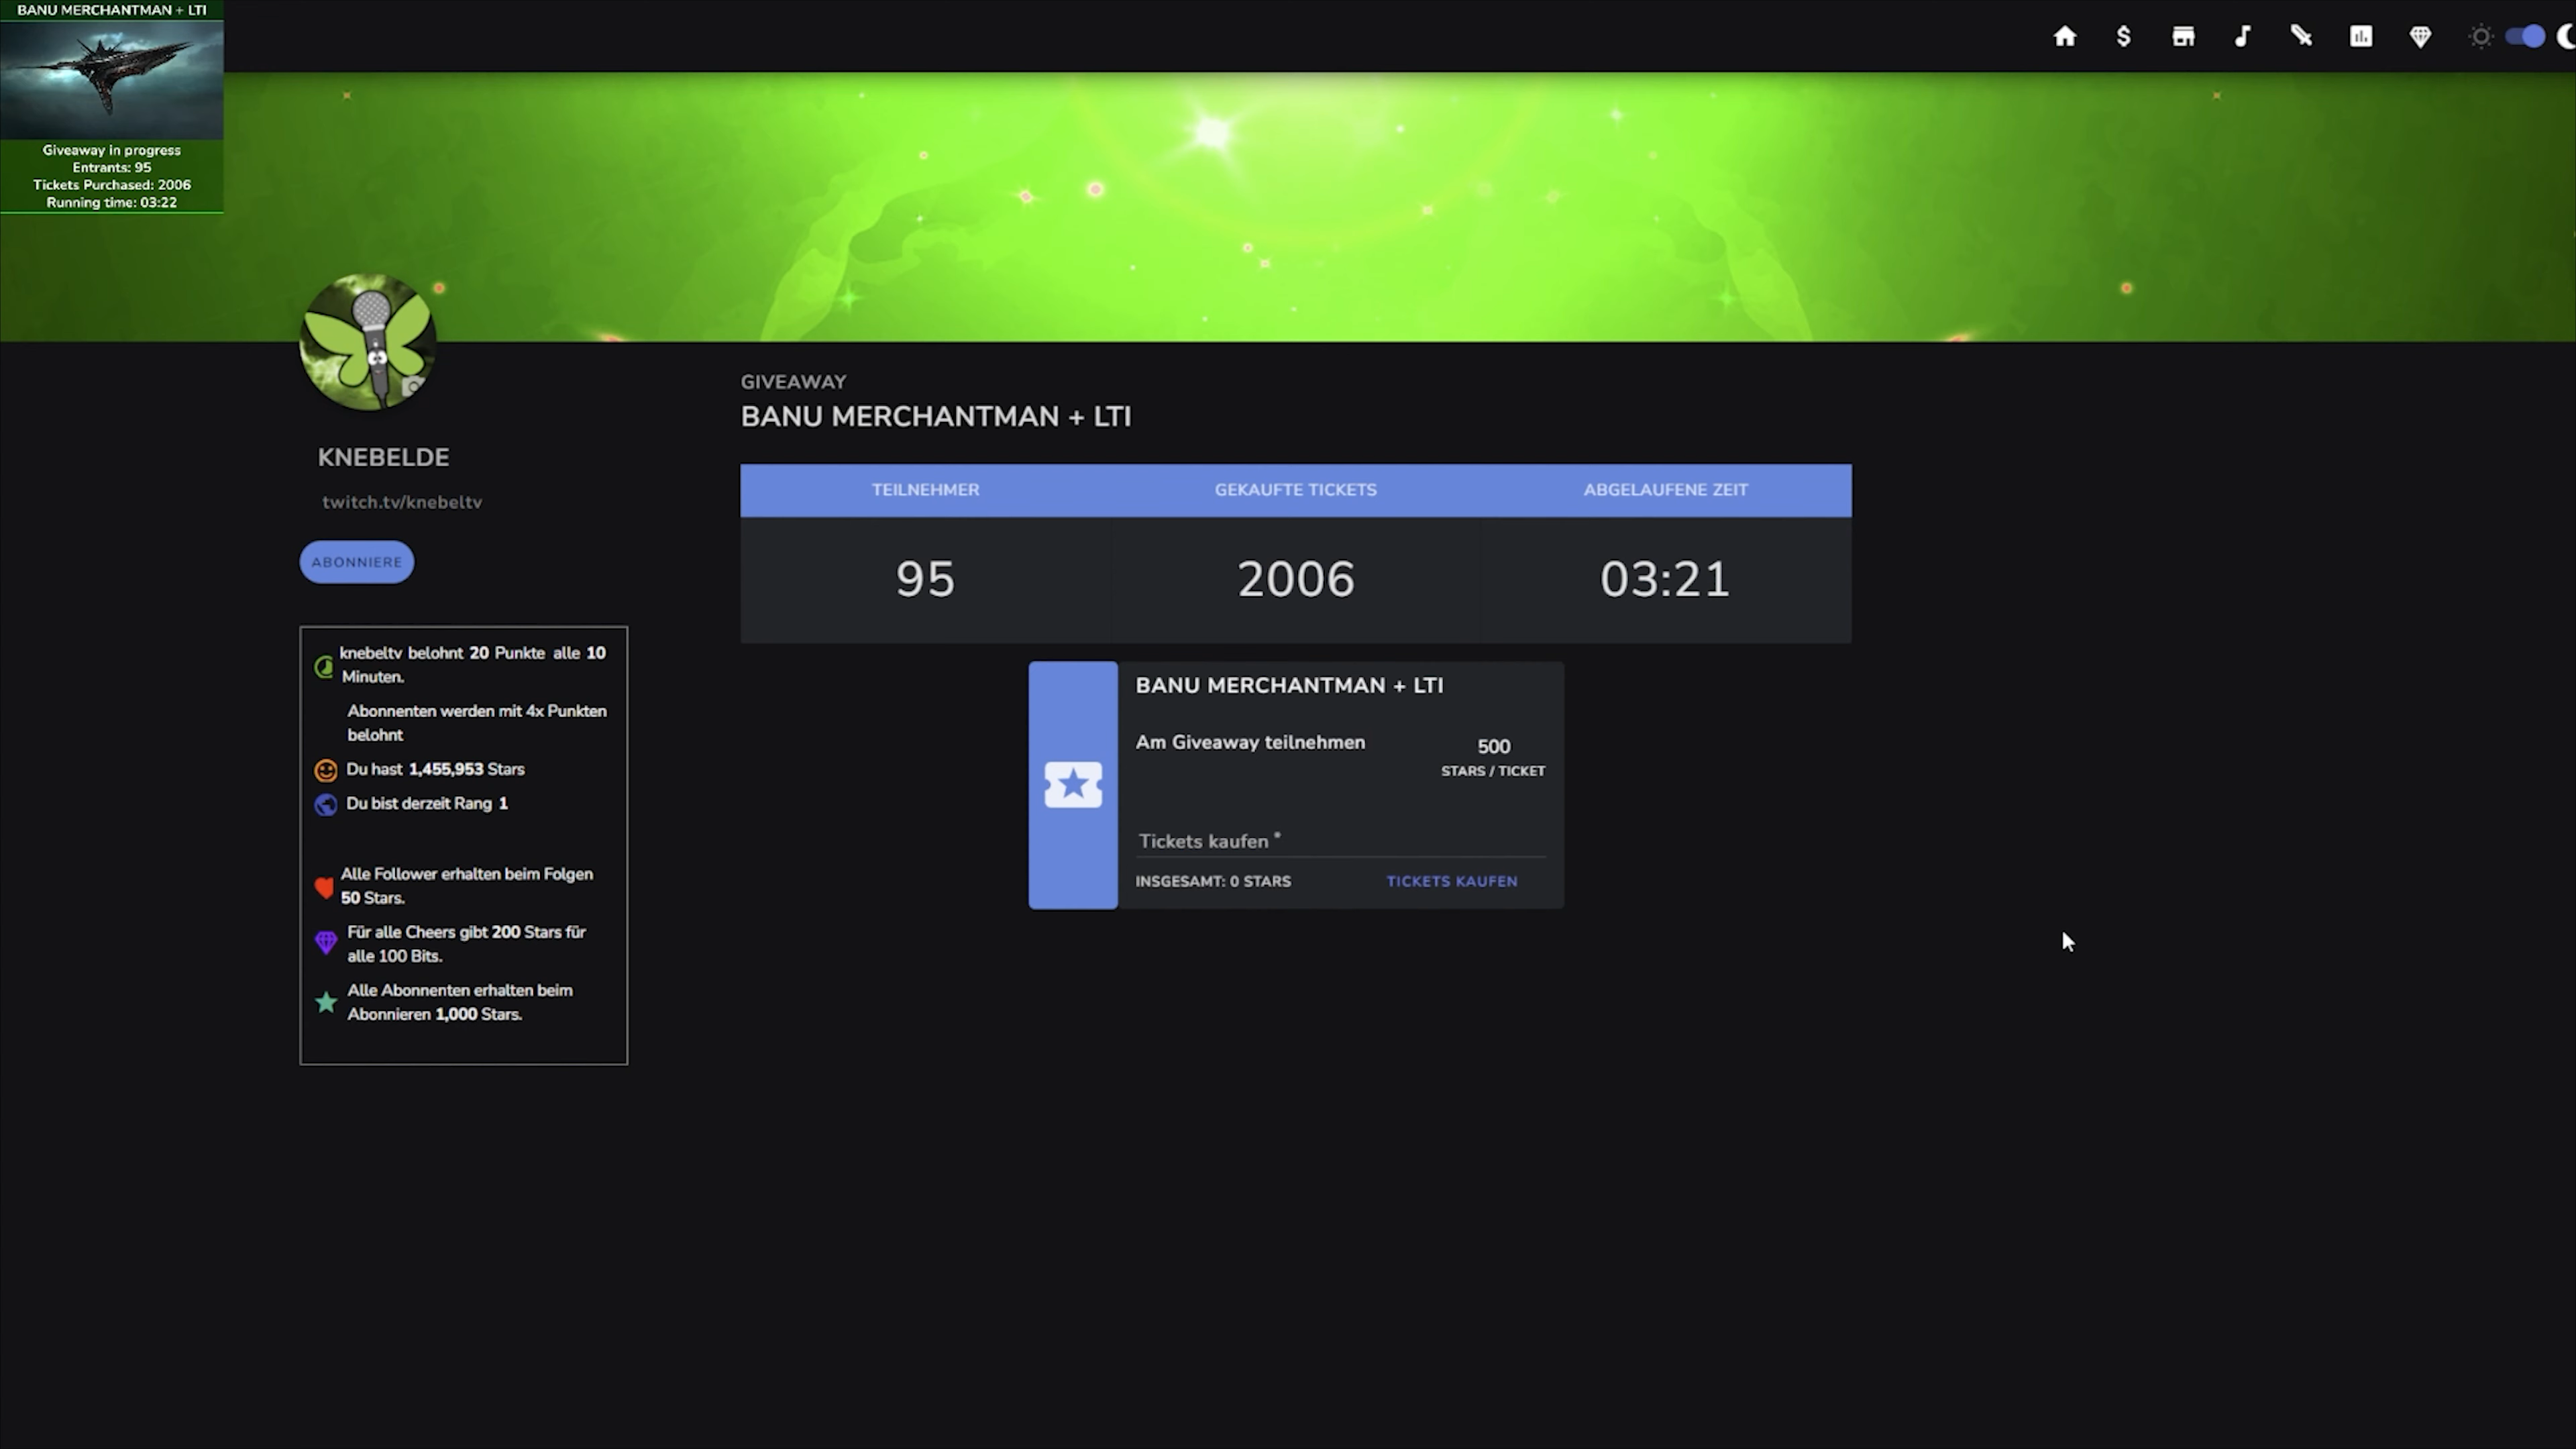 BANU MERCHANTMAN + LTI
Giveaway in progress
Entrants: 95
Tickets Purchased: 2006
Running time: 03:22
KNEBELDE
twitch.tv/knebeltv
ABONNIERE
knebeltv belohnt 20 Punkte alle 10
Minuten.
Abonnenten werden mit 4x Punkten
belohnt
Du hast 1,455,953 Stars
Du bist derzeit Rang 1
Alle Follower erhalten beim Folgen
50 Stars.
Für alle Cheers gibt 200 Stars für
alle 100 Bits.
Alle Abonnenten erhalten beim
Abonnieren 1,000 Stars.
GIVEAWAY
BANU MERCHANTMAN + LTI
TEILNEHMER GEKAUFTE TICKETS ABGELAUFENE ZEIT
95 2006 03:21
BANU MERCHANTMAN + LTI
Am Giveaway teilnehmen 500
STARS / TICKET
Tickets kaufen *
INSGESAMT: 0 STARS TICKETS KAUFEN